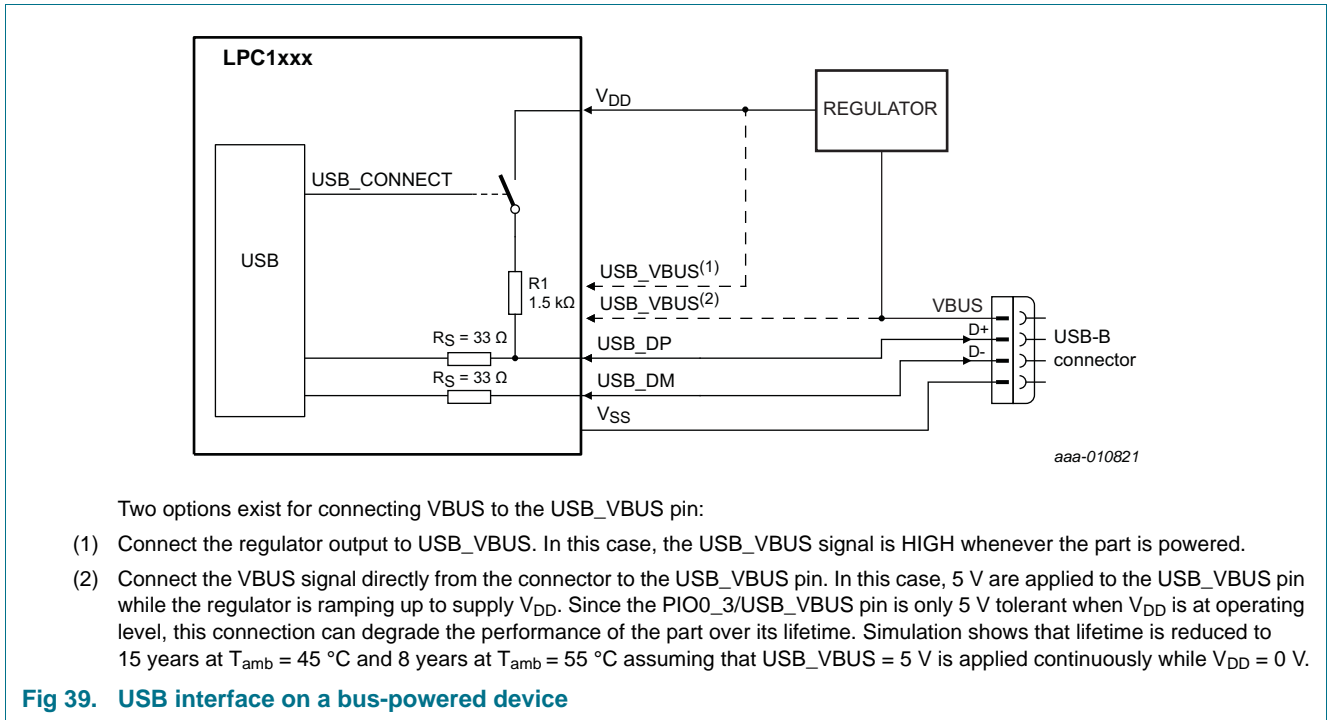 LPC1xxx
VDD
REGULATOR
USB_CONNECT
USB
R1
1.5 kΩ
USB_VBUS(1)
USB_VBUS(2)
VBUS
RS = 33 Ω
USB_DP
D+
USB-B
connector
RS = 33 Ω
USB_DM
D-
VSS
aaa-010821
Two options exist for connecting VBUS to the USB_VBUS pin:
(1) Connect the regulator output to USB_VBUS. In this case, the USB_VBUS signal is HIGH whenever the part is powered.
(2) Connect the VBUS signal directly from the connector to the USB_VBUS pin. In this case, 5 V are applied to the USB_VBUS pin
while the regulator is ramping up to supply VDD. Since the PIO0_3/USB_VBUS pin is only 5 V tolerant when VDD is at operating
level, this connection can degrade the performance of the part over its lifetime. Simulation shows that lifetime is reduced to
15 years at Tamb = 45 °C and 8 years at Tamb = 55 °C assuming that USB_VBUS = 5 V is applied continuously while VDD = 0 V.
Fig 39. USB interface on a bus-powered device